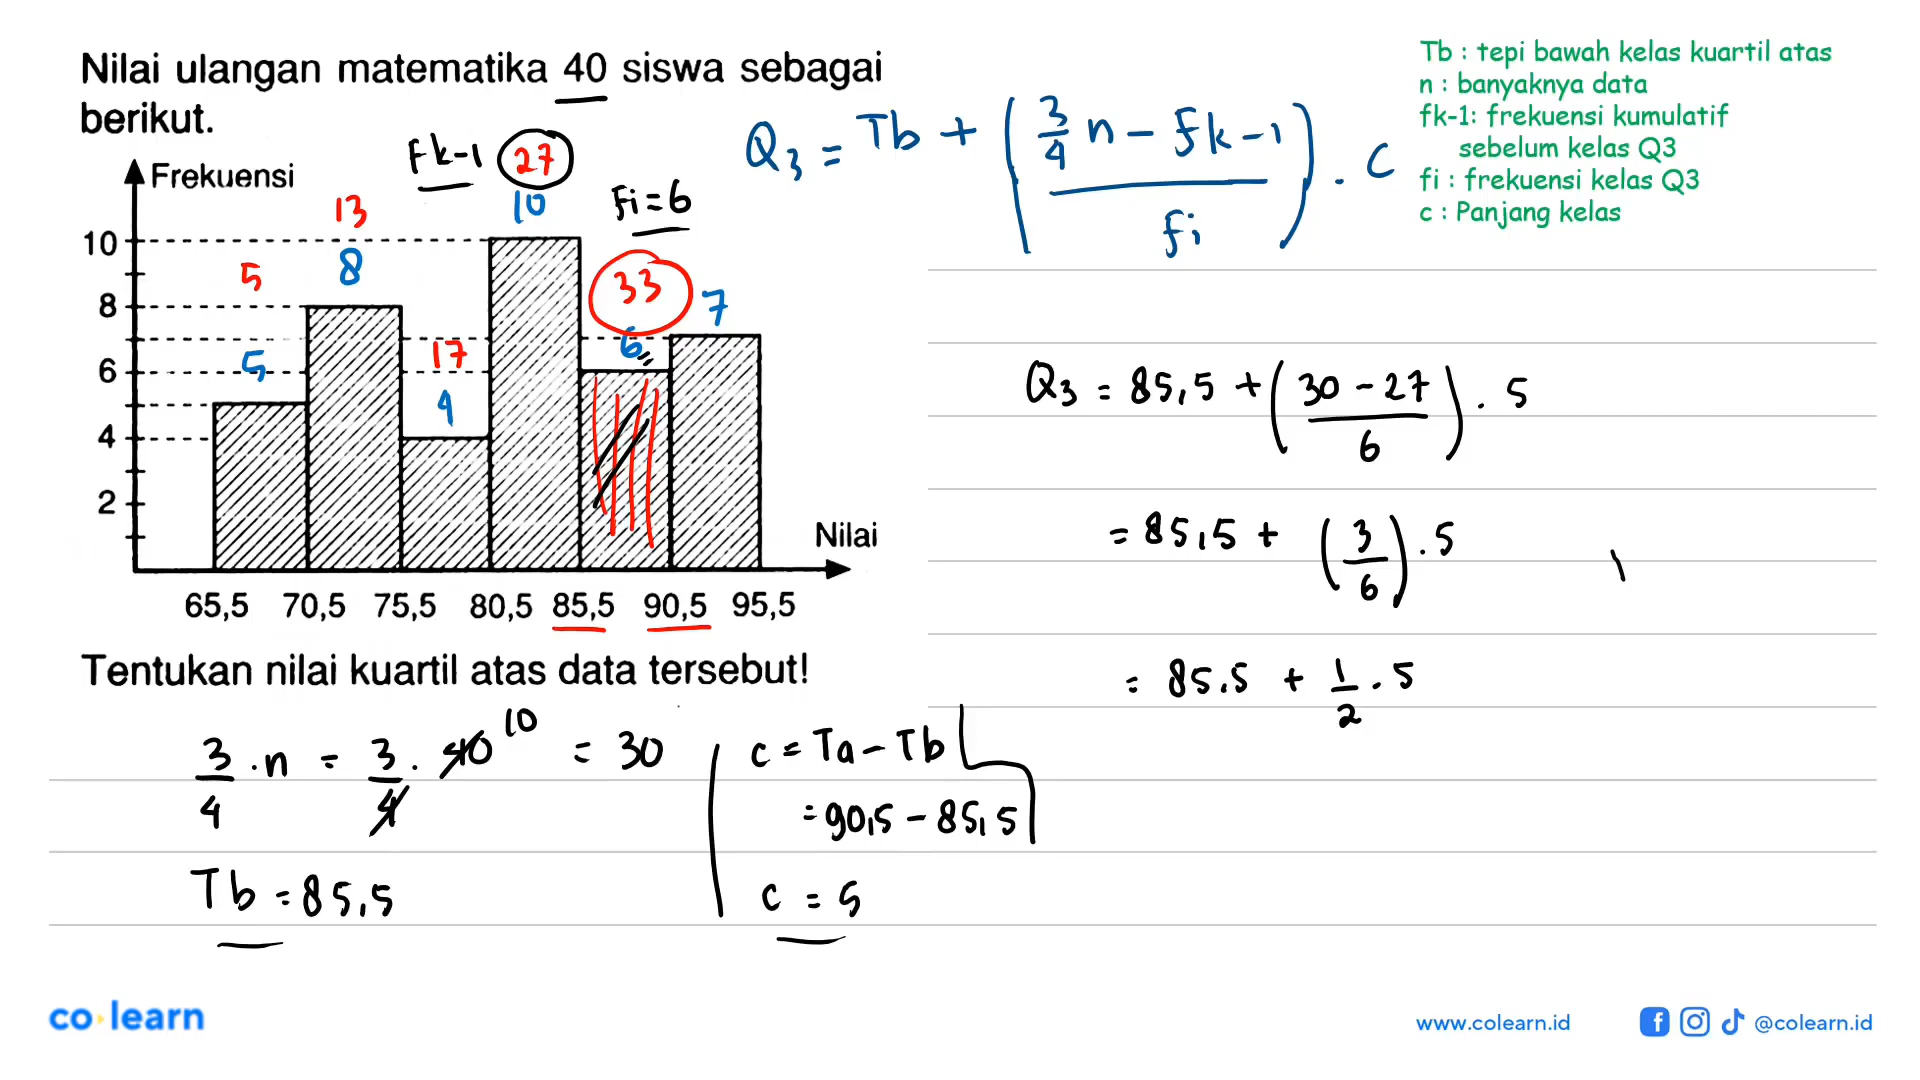 Nilai ulangan matematika 40 siswa sebagai
berikut.
Frekuensi
fk-1 27
10
fi = 6
13
8
5
5
17
4
33
6
7
10
8
6
4
2
Nilai
65,5 70,5 75,5 80,5 85,5 90,5 95,5
Tentukan nilai kuartil atas data tersebut!
3/4 . n = 3/4 . 40 10 = 30
Tb = 85,5
c = Ta - Tb
= 90,5 - 85,5
c = 5
Q3 = Tb + (3/4 n - fk-1 / fi) . c
Tb : tepi bawah kelas kuartil atas
n : banyaknya data
fk-1: frekuensi kumulatif
sebelum kelas Q3
fi : frekuensi kelas Q3
c : Panjang kelas
Q3 = 85,5 + (30 - 27 / 6) . 5
= 85,5 + (3/6) . 5
= 85.5 + 1/2 . 5
co learn
www.colearn.id
@colearn.id